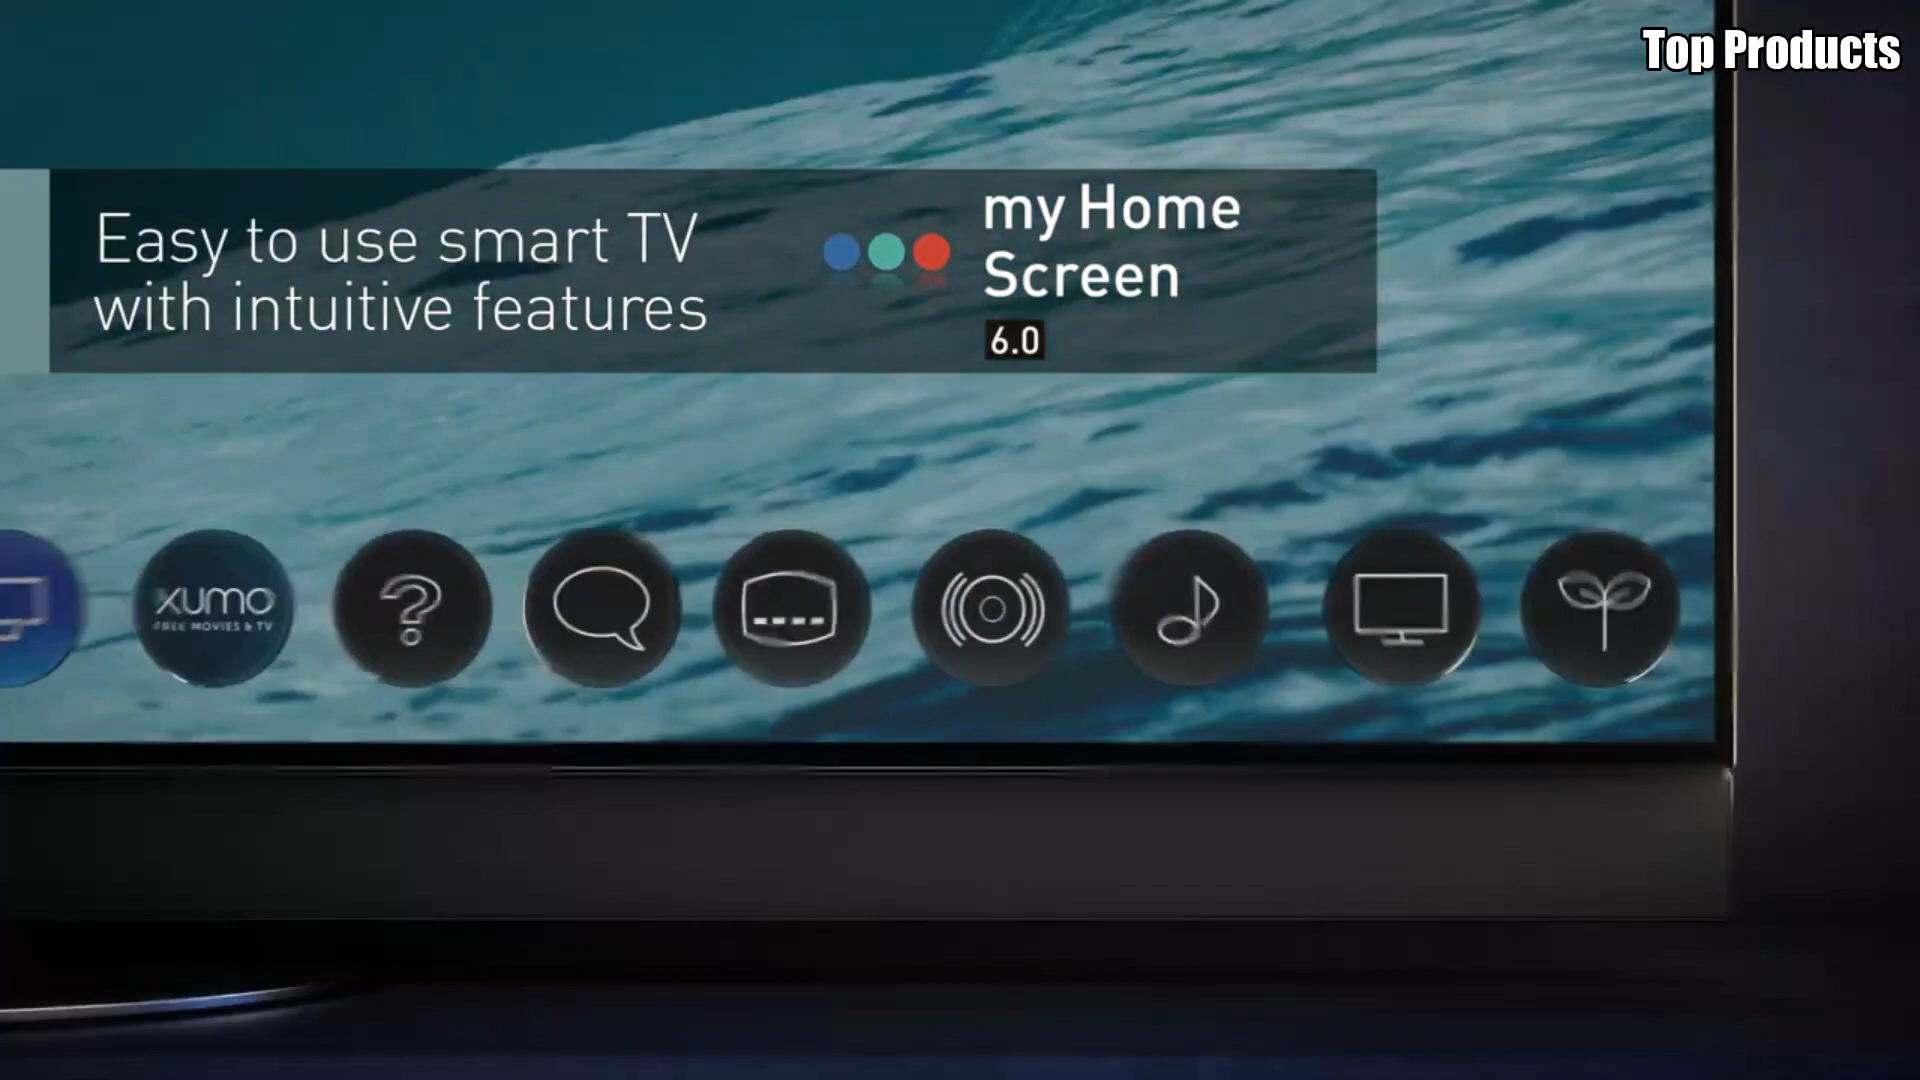 Top Products
Easy to use smart TV
with intuitive features
my Home
Screen
6.0
XUMO
FREE MOVIES & TV